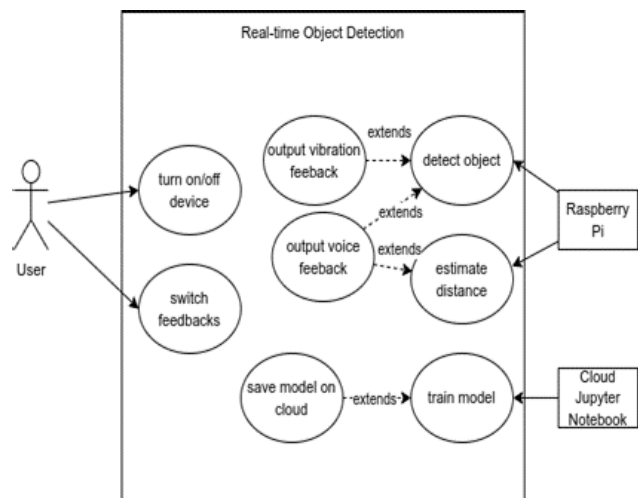 Real-time Object Detection
output vibration
feeback
extends
detect object
turn on/off
device
extends
Raspberry
Pi
User
output voice
feeback
extends
estimate
distance
switch
feedbacks
save model on
cloud
extends
train model
Cloud
Jupyter
Notebook